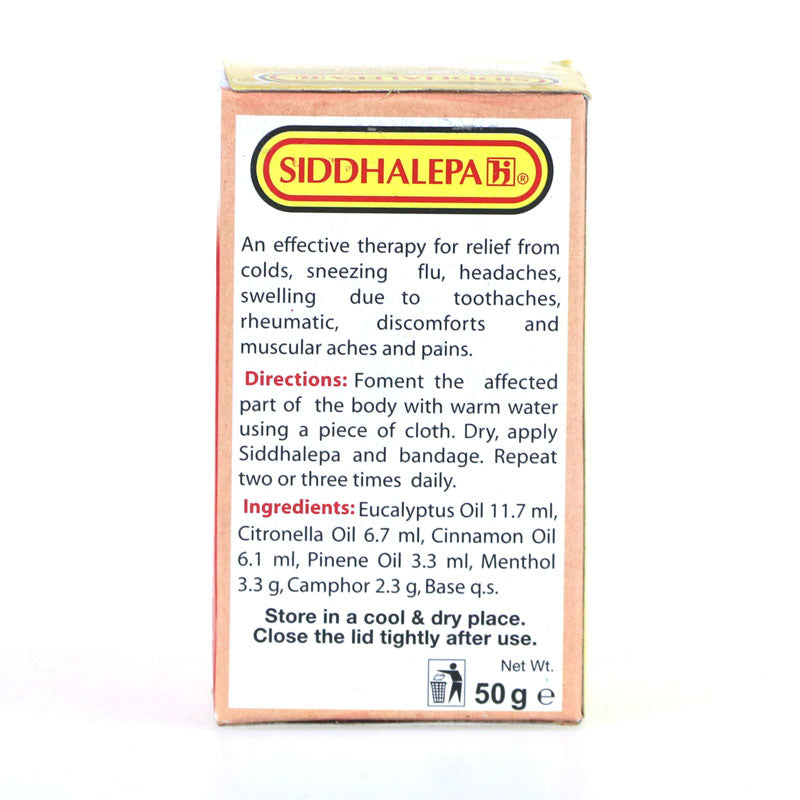 SIDDHALEPA
SIDDHALEPA ®
An effective therapy for relief from
colds, sneezing flu, headaches,
swelling due to toothaches,
rheumatic, discomforts and
muscular aches and pains.
Directions: Foment the affected
part of the body with warm water
using a piece of cloth. Dry, apply
Siddhalepa and bandage. Repeat
two or three times daily.
Ingredients: Eucalyptus Oil 11.7 ml,
Citronella Oil 6.7 ml, Cinnamon Oil
6.1 ml, Pinene Oil 3.3 ml, Menthol
3.3 g, Camphor 2.3 g, Base q.s.
Store in a cool & dry place.
Close the lid tightly after use.
Net Wt.
50 g ℮